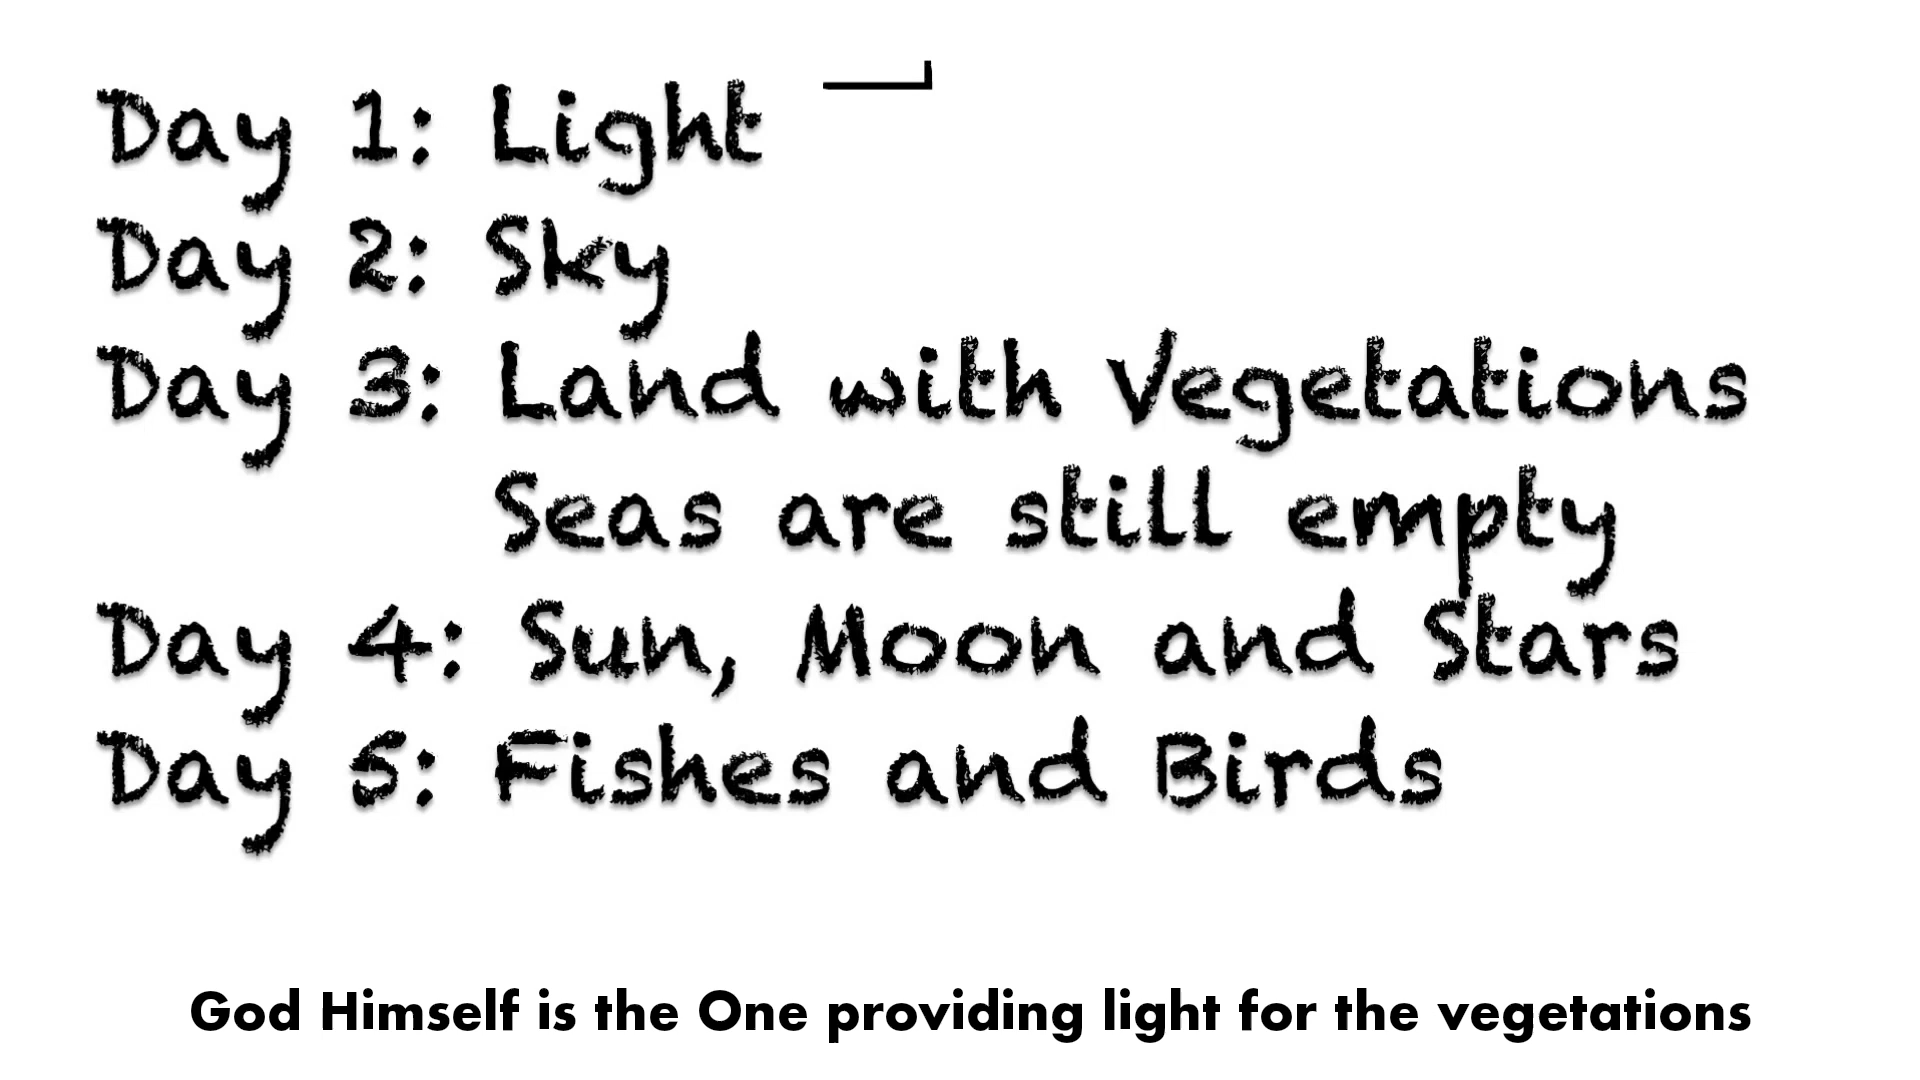 Day 1: Light
Day 2: Sky
Day 3: Land with Vegetations
Seas are still empty
Day 4: Sun, Moon and Stars
Day 5: Fishes and Birds
God Himself is the One providing light for the vegetations